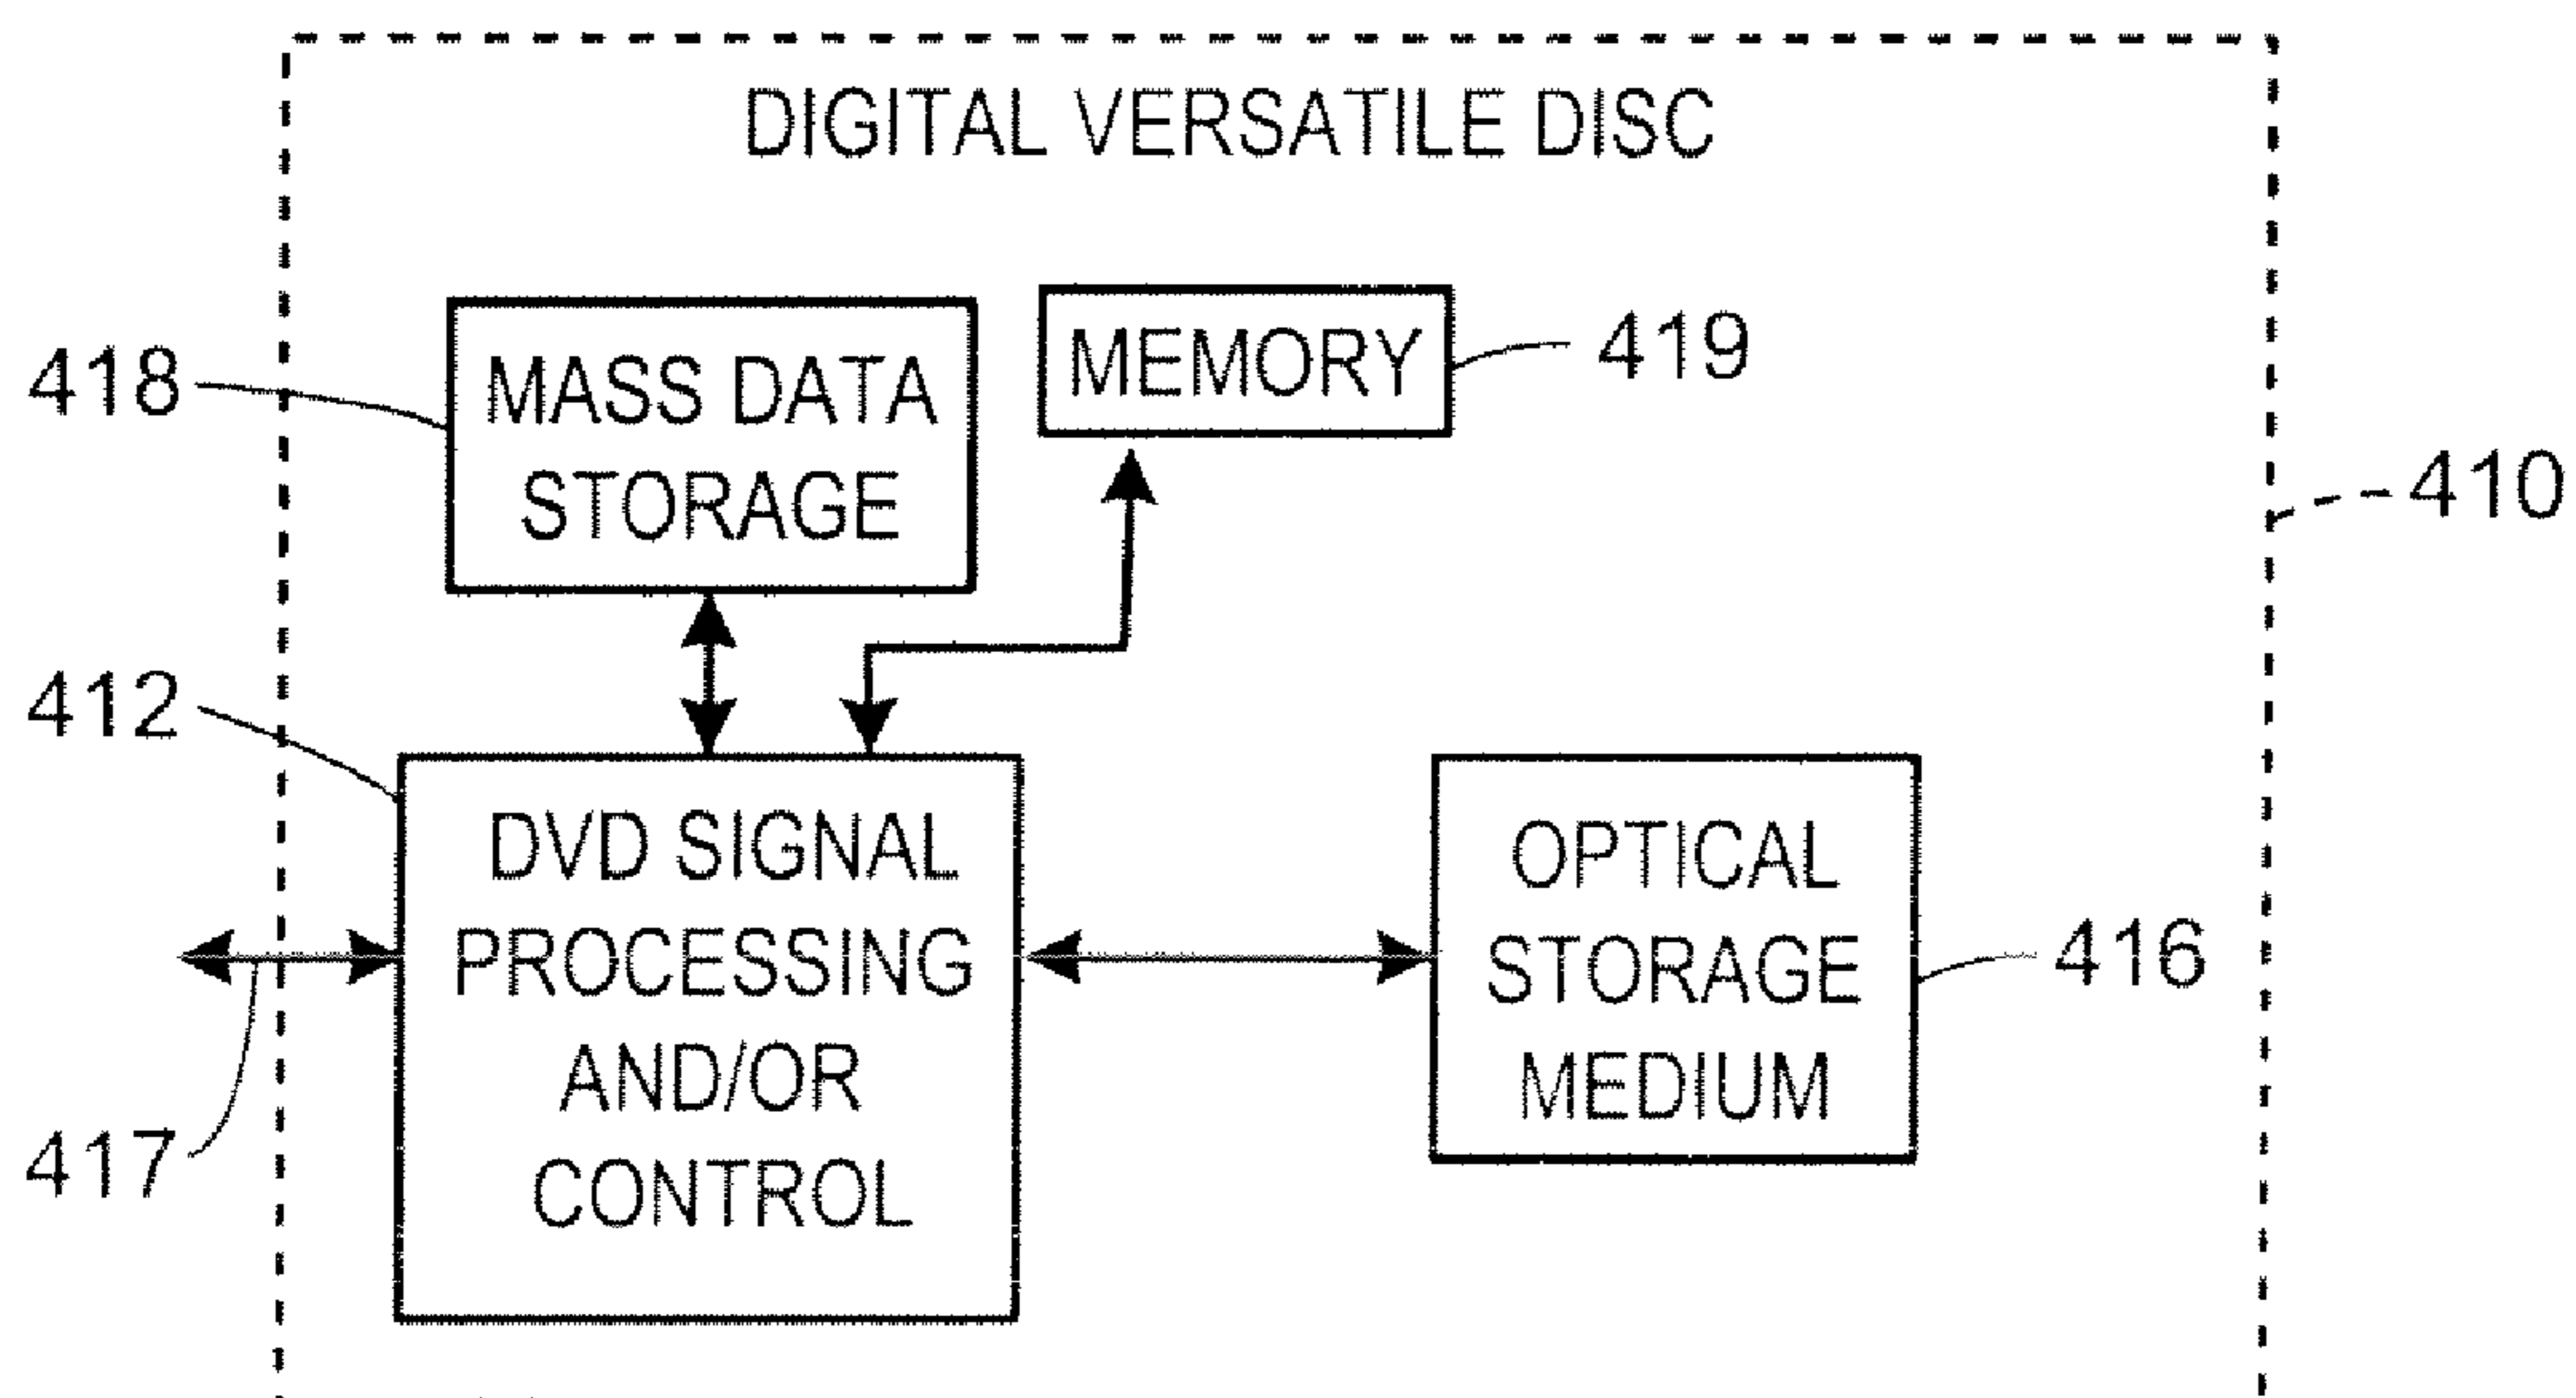 DIGITAL VERSATILE DISC
418
MASS DATA
STORAGE
MEMORY
419
410
412
DVD SIGNAL
PROCESSING
AND/OR
CONTROL
OPTICAL
STORAGE
MEDIUM
416
417